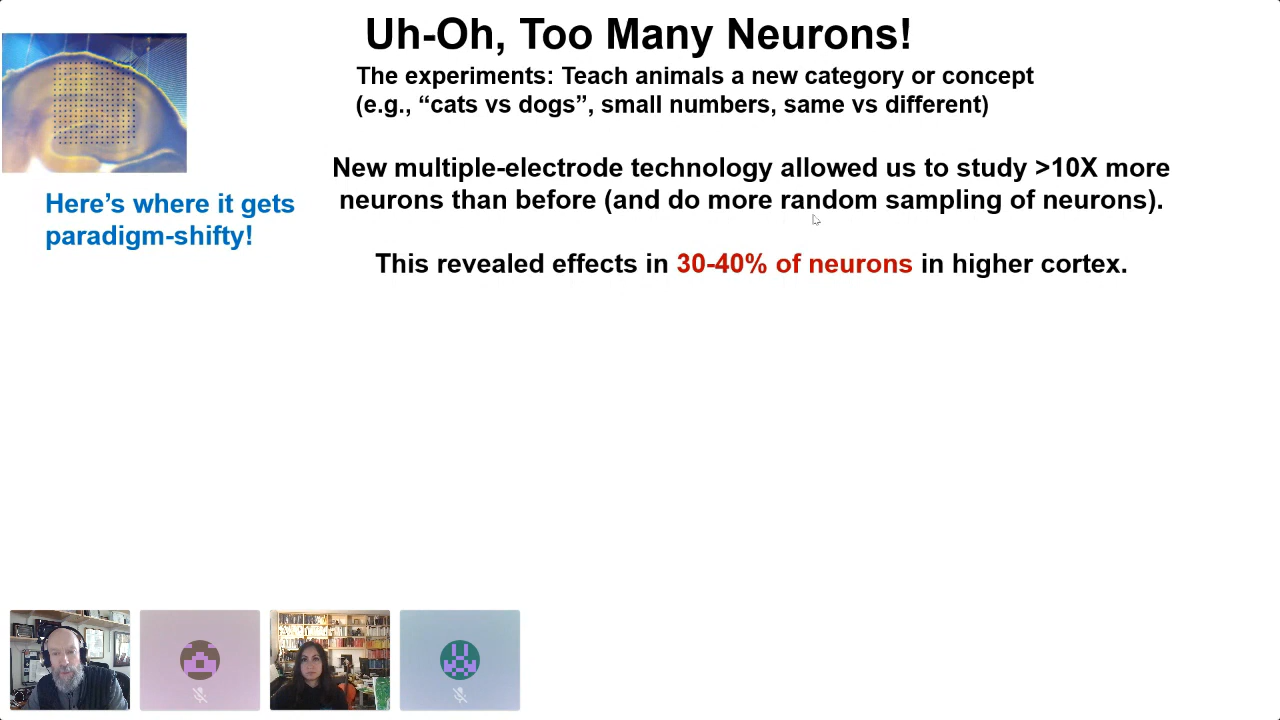 Uh-Oh, Too Many Neurons!
The experiments: Teach animals a new category or concept
(e.g., “cats vs dogs”, small numbers, same vs different)
New multiple-electrode technology allowed us to study >10X more
neurons than before (and do more random sampling of neurons).
Here’s where it gets
paradigm-shifty!
This revealed effects in 30-40% of neurons in higher cortex.